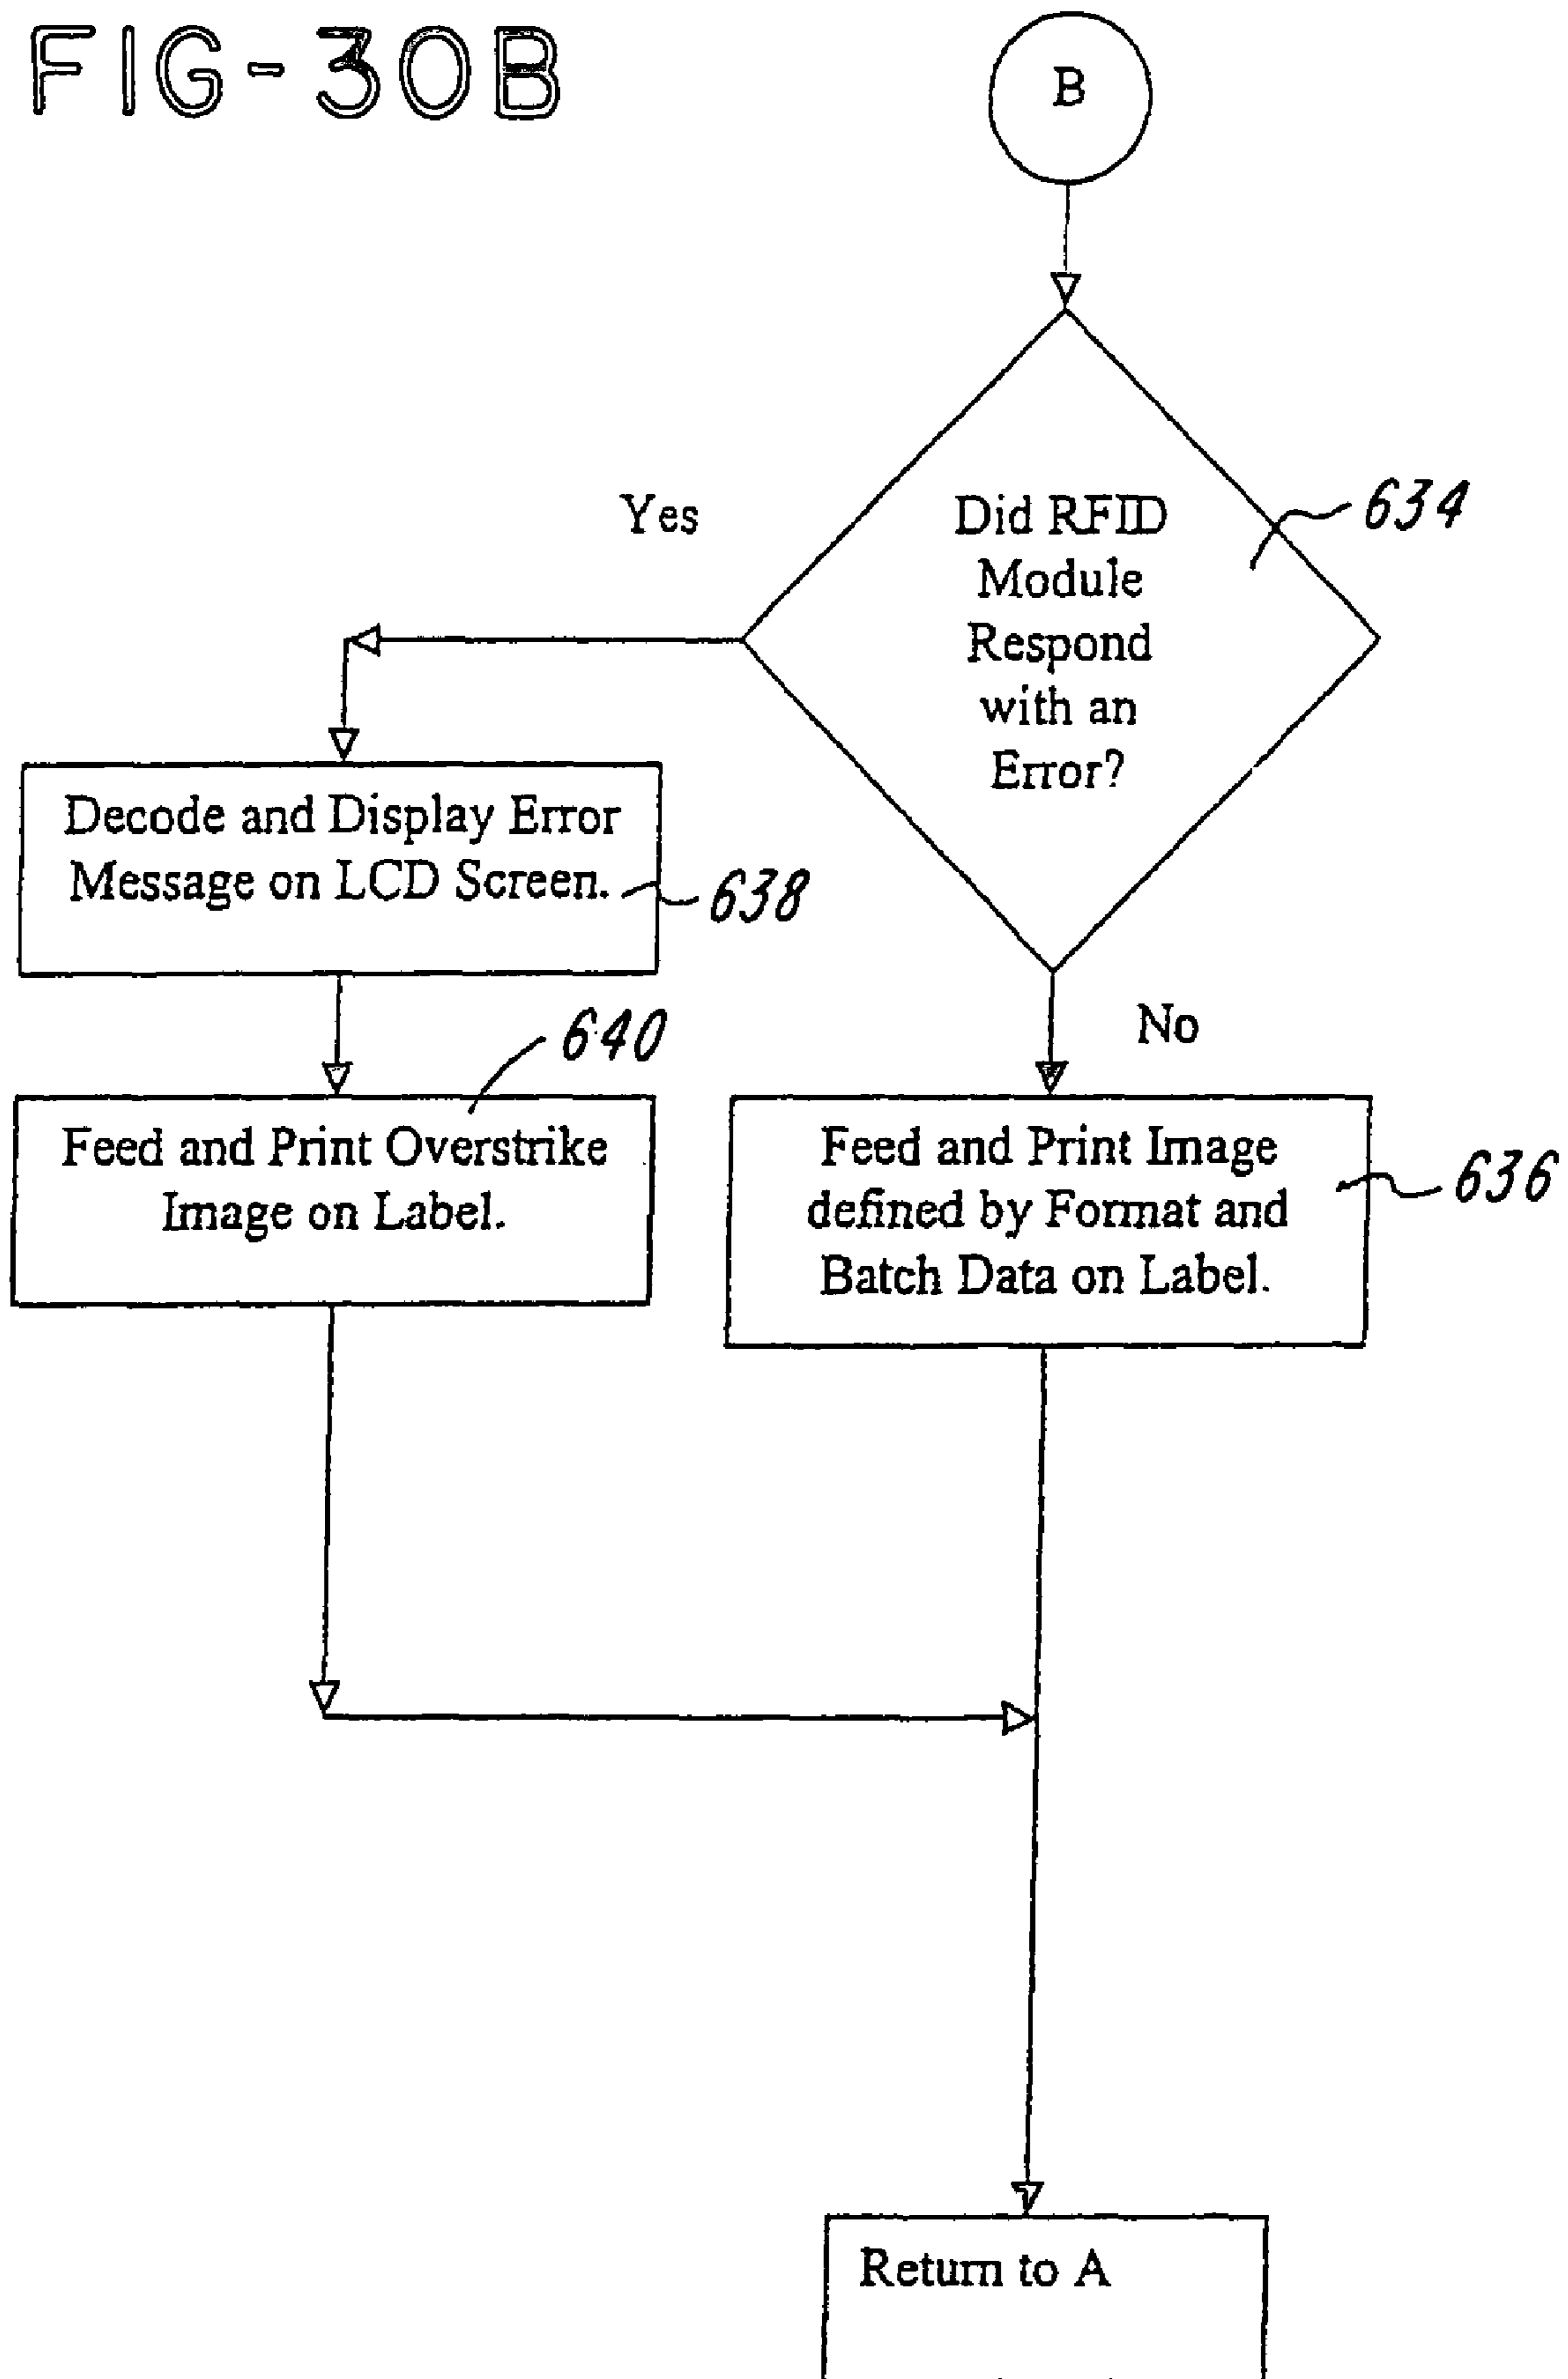 FIG-30B
B
Did RFID
Module
Respond
with an
Error?
634
Yes
Decode and Display Error
Message on LCD Screen.
638
No
640
Feed and Print Overstrike
Image on Label.
Feed and Print Image
defined by Format and
Batch Data on Label.
636
Return to A